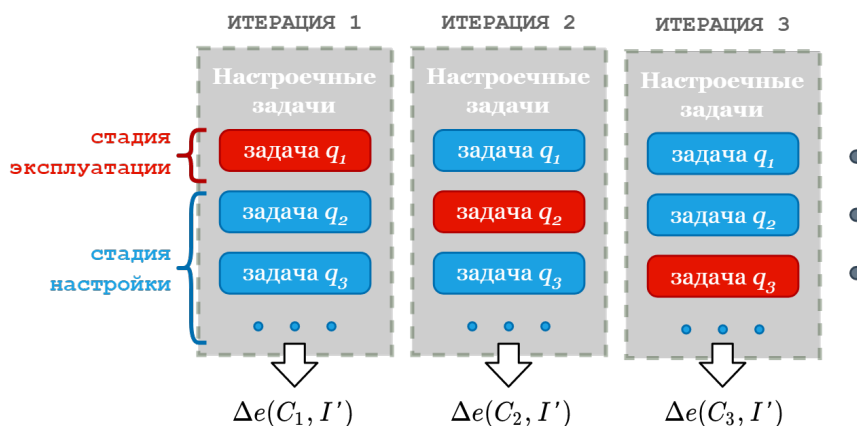 ИТЕРАЦИЯ 1
ИТЕРАЦИЯ 2
ИТЕРАЦИЯ 3
Настроечные
задачи
Настроечные
задачи
Настроечные
задачи
стадия
эксплуатации
стадия
настройки
задача q₁
задача q₂
задача q₃
задача q₁
задача q₂
задача q₃
задача q₁
задача q₂
задача q₃
Δe(C₁, I')
Δe(C₂, I')
Δe(C₃, I')